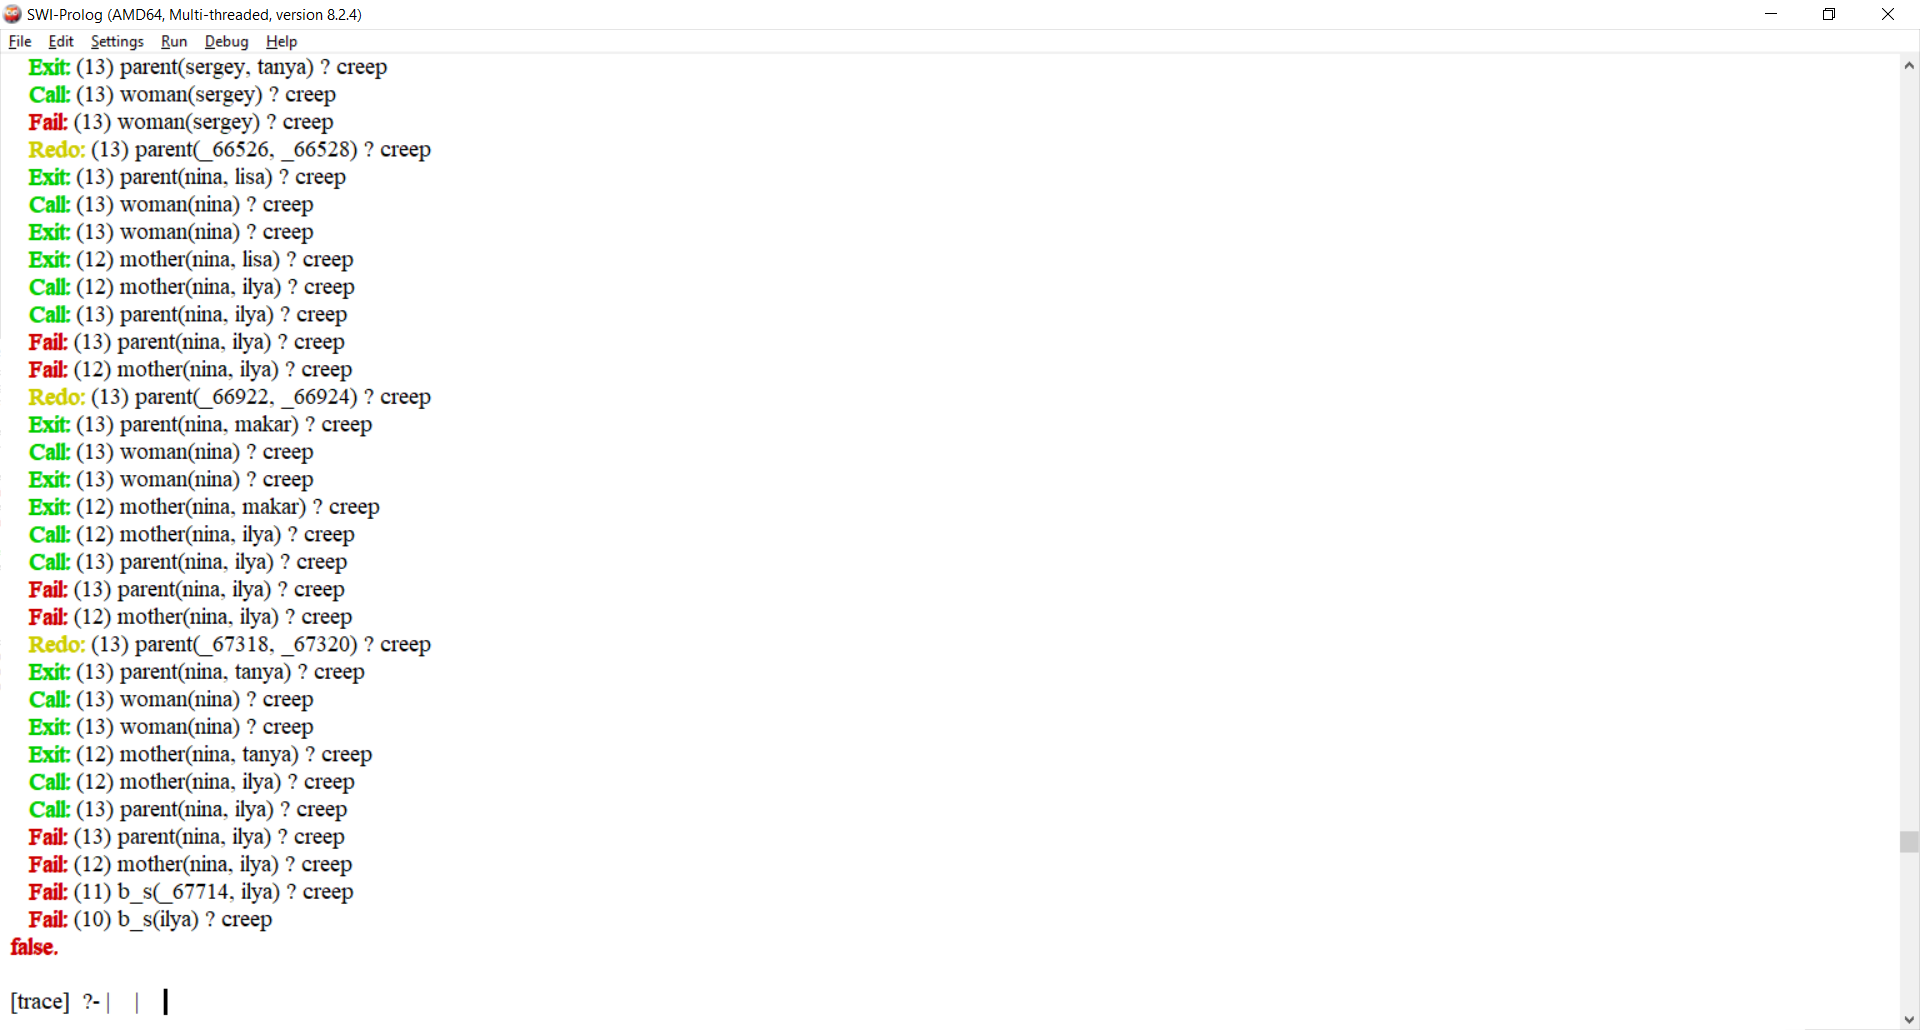 SWI-Prolog (AMD64, Multi-threaded, version 8.2.4)
File Edit Settings Run Debug Help
Exit: (13) parent(sergey, tanya) ? creep
Call: (13) woman(sergey) ? creep
Fail: (13) woman(sergey) ? creep
Redo: (13) parent(_66526, _66528) ? creep
Exit: (13) parent(nina, lisa) ? creep
Call: (13) woman(nina) ? creep
Exit: (13) woman(nina) ? creep
Exit: (12) mother(nina, lisa) ? creep
Call: (12) mother(nina, ilya) ? creep
Call: (13) parent(nina, ilya) ? creep
Fail: (13) parent(nina, ilya) ? creep
Fail: (12) mother(nina, ilya) ? creep
Redo: (13) parent(_66922, _66924) ? creep
Exit: (13) parent(nina, makar) ? creep
Call: (13) woman(nina) ? creep
Exit: (13) woman(nina) ? creep
Exit: (12) mother(nina, makar) ? creep
Call: (12) mother(nina, ilya) ? creep
Call: (13) parent(nina, ilya) ? creep
Fail: (13) parent(nina, ilya) ? creep
Fail: (12) mother(nina, ilya) ? creep
Redo: (13) parent(_67318, _67320) ? creep
Exit: (13) parent(nina, tanya) ? creep
Call: (13) woman(nina) ? creep
Exit: (13) woman(nina) ? creep
Exit: (12) mother(nina, tanya) ? creep
Call: (12) mother(nina, ilya) ? creep
Call: (13) parent(nina, ilya) ? creep
Fail: (13) parent(nina, ilya) ? creep
Fail: (12) mother(nina, ilya) ? creep
Fail: (11) b_s(_67714, ilya) ? creep
Fail: (10) b_s(ilya) ? creep
false.
[trace] ?- | |